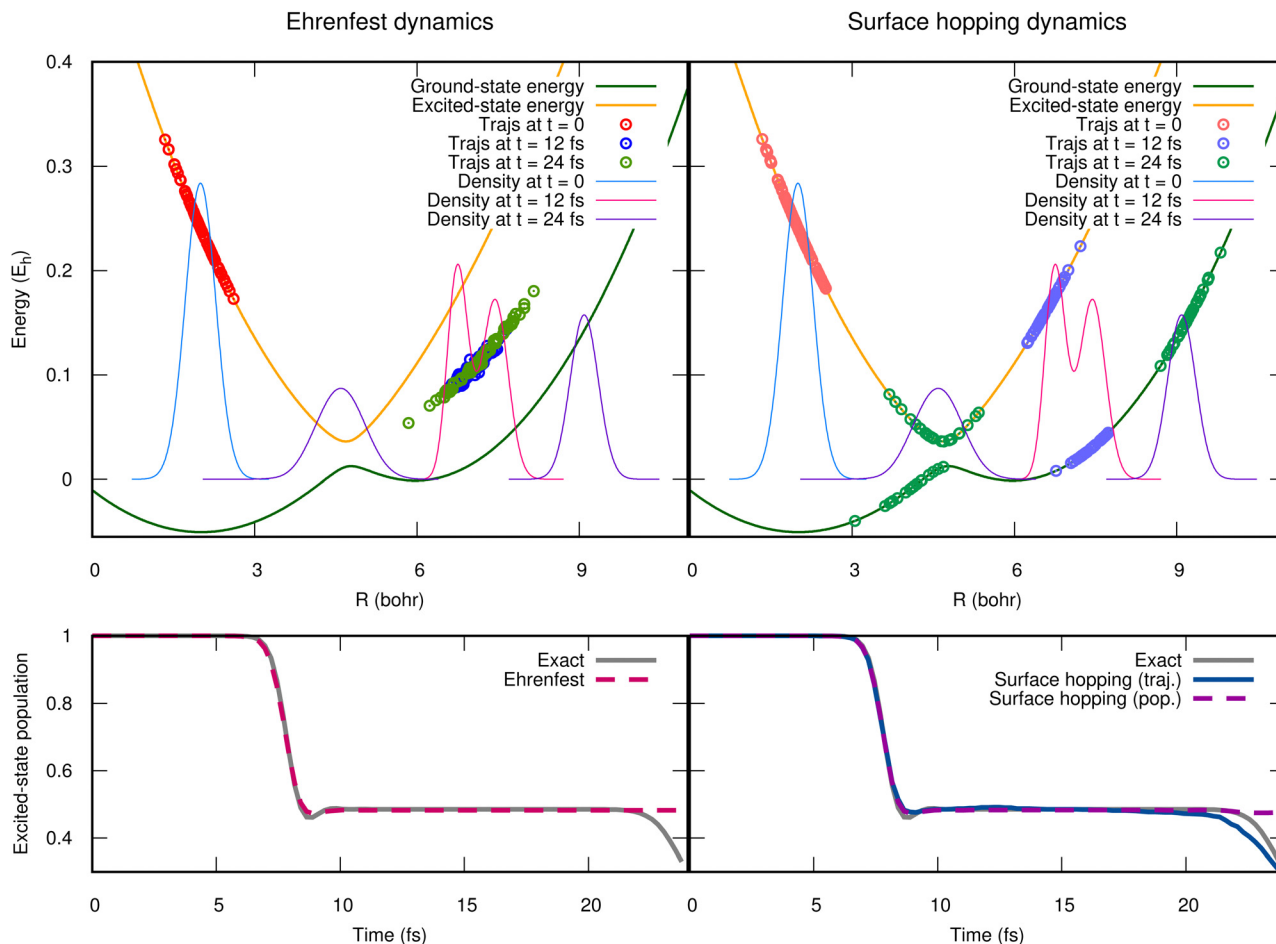 Ehrenfest dynamics
Surface hopping dynamics
0.4
Ground-state energy
Excited-state energy
Trajs at t = 0
Trajs at t = 12 fs
Trajs at t = 24 fs
Density at t = 0
Density at t = 12 fs
Density at t = 24 fs
Ground-state energy
Excited-state energy
Trajs at t = 0
Trajs at t = 12 fs
Trajs at t = 24 fs
Density at t = 0
Density at t = 12 fs
Density at t = 24 fs
0.3
0.2
0.1
0
Energy (E_h)
0 3 6 9
R (bohr)
0 3 6 9
R (bohr)
1
0.8
0.6
0.4
Excited-state population
Exact
Ehrenfest
Exact
Surface hopping (traj.)
Surface hopping (pop.)
0 5 10 15 20
Time (fs)
0 5 10 15 20
Time (fs)